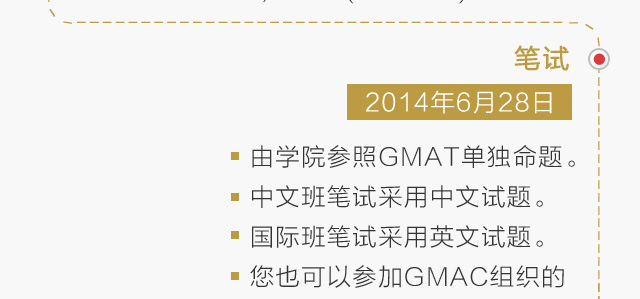 笔试
2014年6月28日
由学院参照GMAT单独命题。
中文班笔试采用中文试题。
国际班笔试采用英文试题。
您也可以参加GMAC组织的